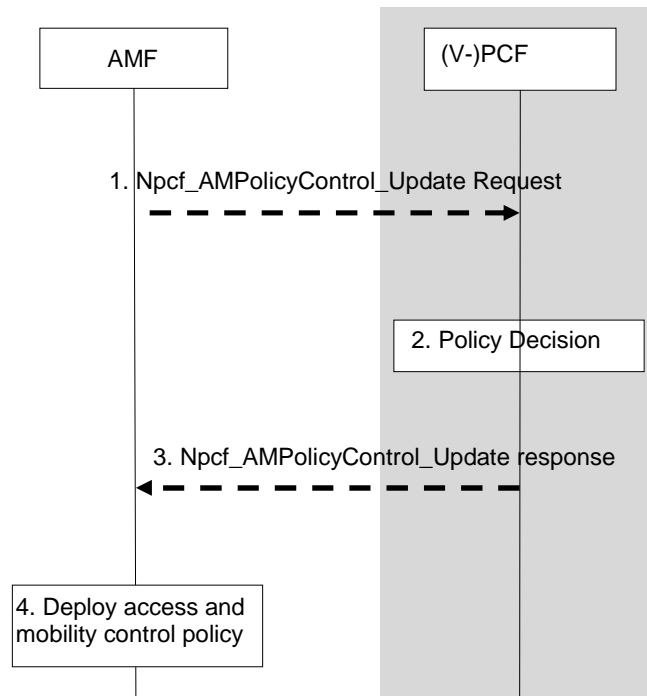 AMF
(V-)PCF
1. Npcf_AMPolicyControl_Update Request
2. Policy Decision
3. Npcf_AMPolicyControl_Update response
4. Deploy access and
mobility control policy